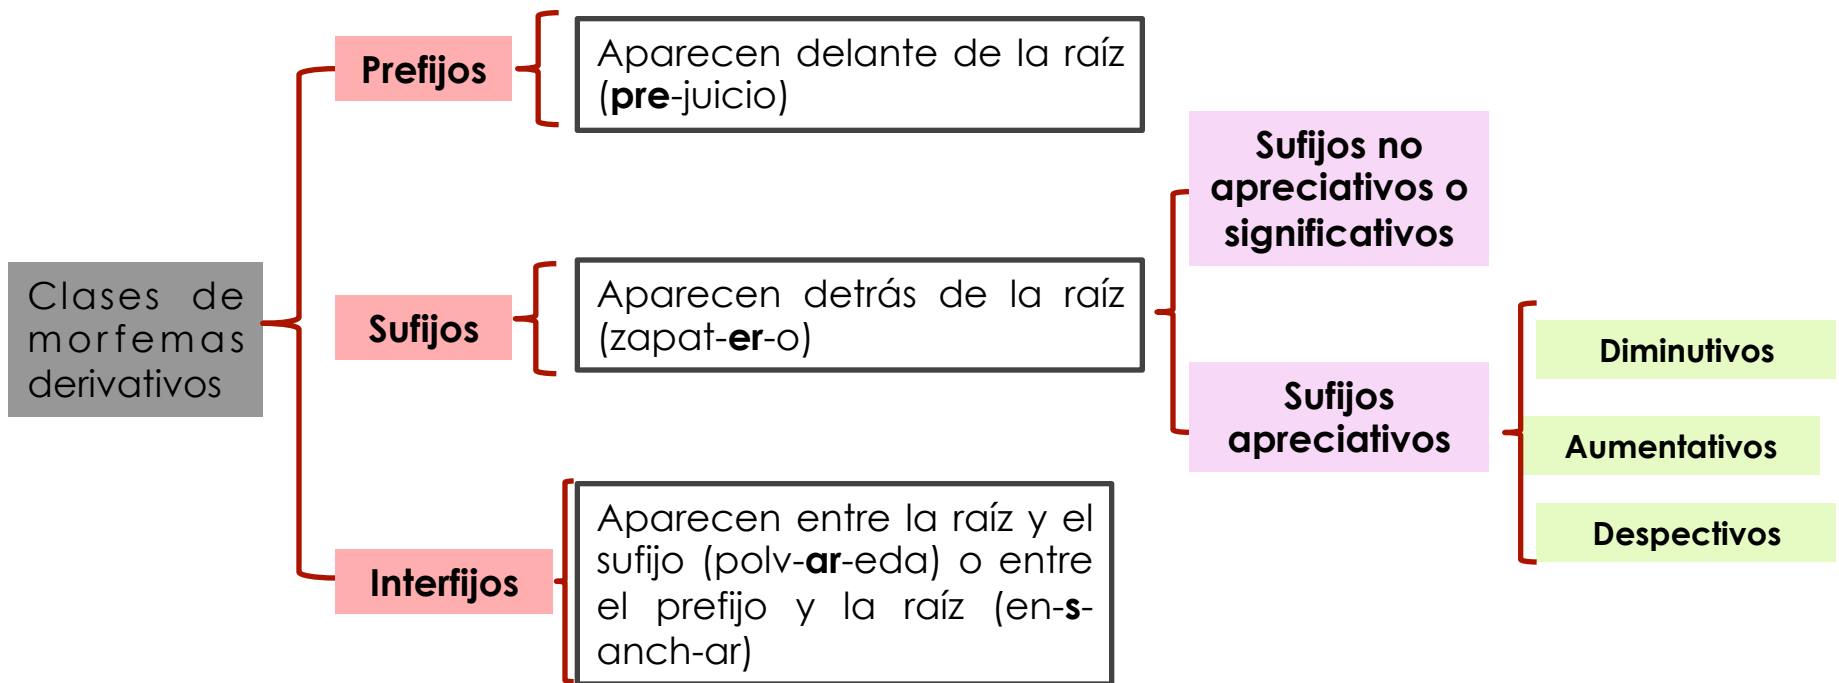 Clases de
morfemas
derivativos
Prefijos
Aparecen delante de la raíz
(pre-juicio)
Sufijos
Aparecen detrás de la raíz
(zapat-er-o)
Sufijos no
apreciativos o
significativos
Sufijos
apreciativos
Diminutivos
Aumentativos
Despectivos
Interfijos
Aparecen entre la raíz y el
sufijo (polv-ar-eda) o entre
el prefijo y la raíz (en-s-
anch-ar)